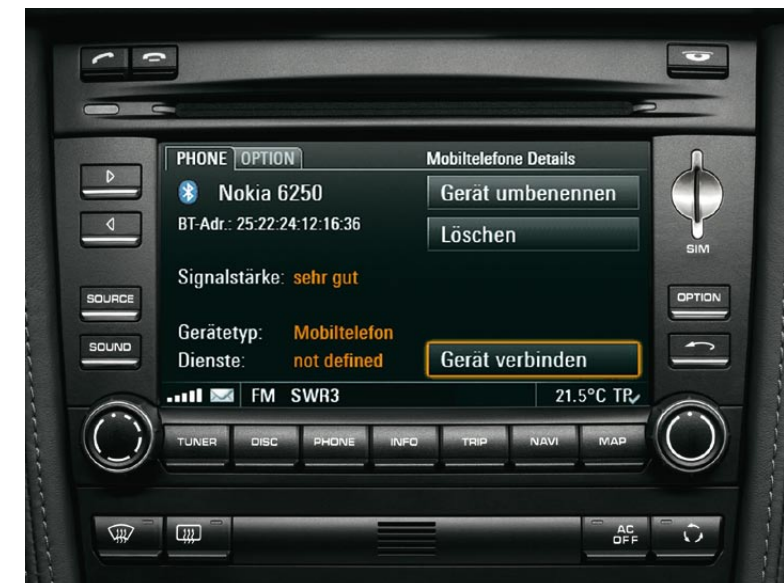 PHONE OPTION Mobiltelefone Details
Nokia 6250
Gerät umbenennen
BT-Adr.: 25:22:24:12:16:36
Löschen
SIM
Signalstärke: sehr gut
SOURCE
OPTION
Gerätetyp: Mobiltelefon
SOUND
Dienste: not defined
Gerät verbinden
FM SWR3 21.5°C TP
TUNER DISC PHONE INFO TRIP NAVI MAP
AC
OFF